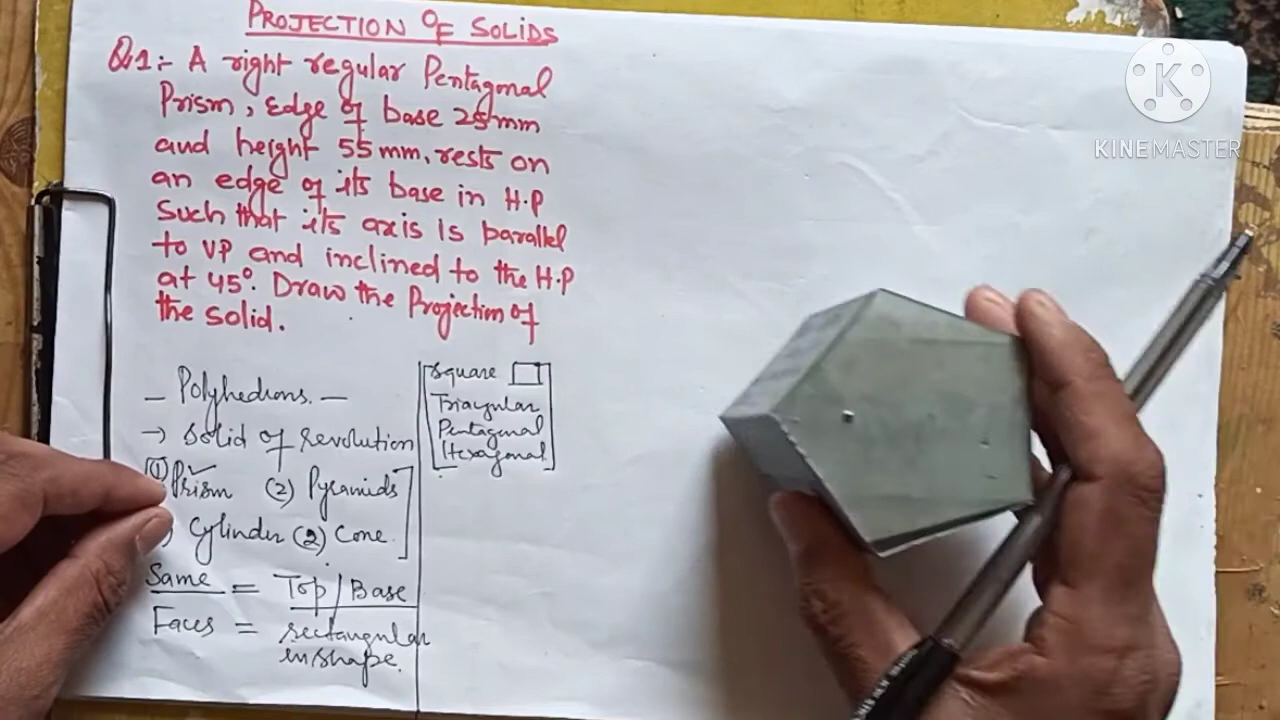 PROJECTION OF SOLIDS
Q.1:- A right regular Pentagonal
Prism, Edge of base 25mm
and height 55mm, rests on
an edge of its base in H.P
Such that its axis is parallel
to VP and inclined to the H.P
at 45°. Draw the Projection of
the solid.
- Polyhedrons. -
→ Solid of revolution
(1) Prism (2) Pyramids
Cylinder (2) Cone.
Same = Top/Base
Faces = rectangular
in shape.
Square
Triangular
Pentagonal
Hexagonal
K
KINEMASTER